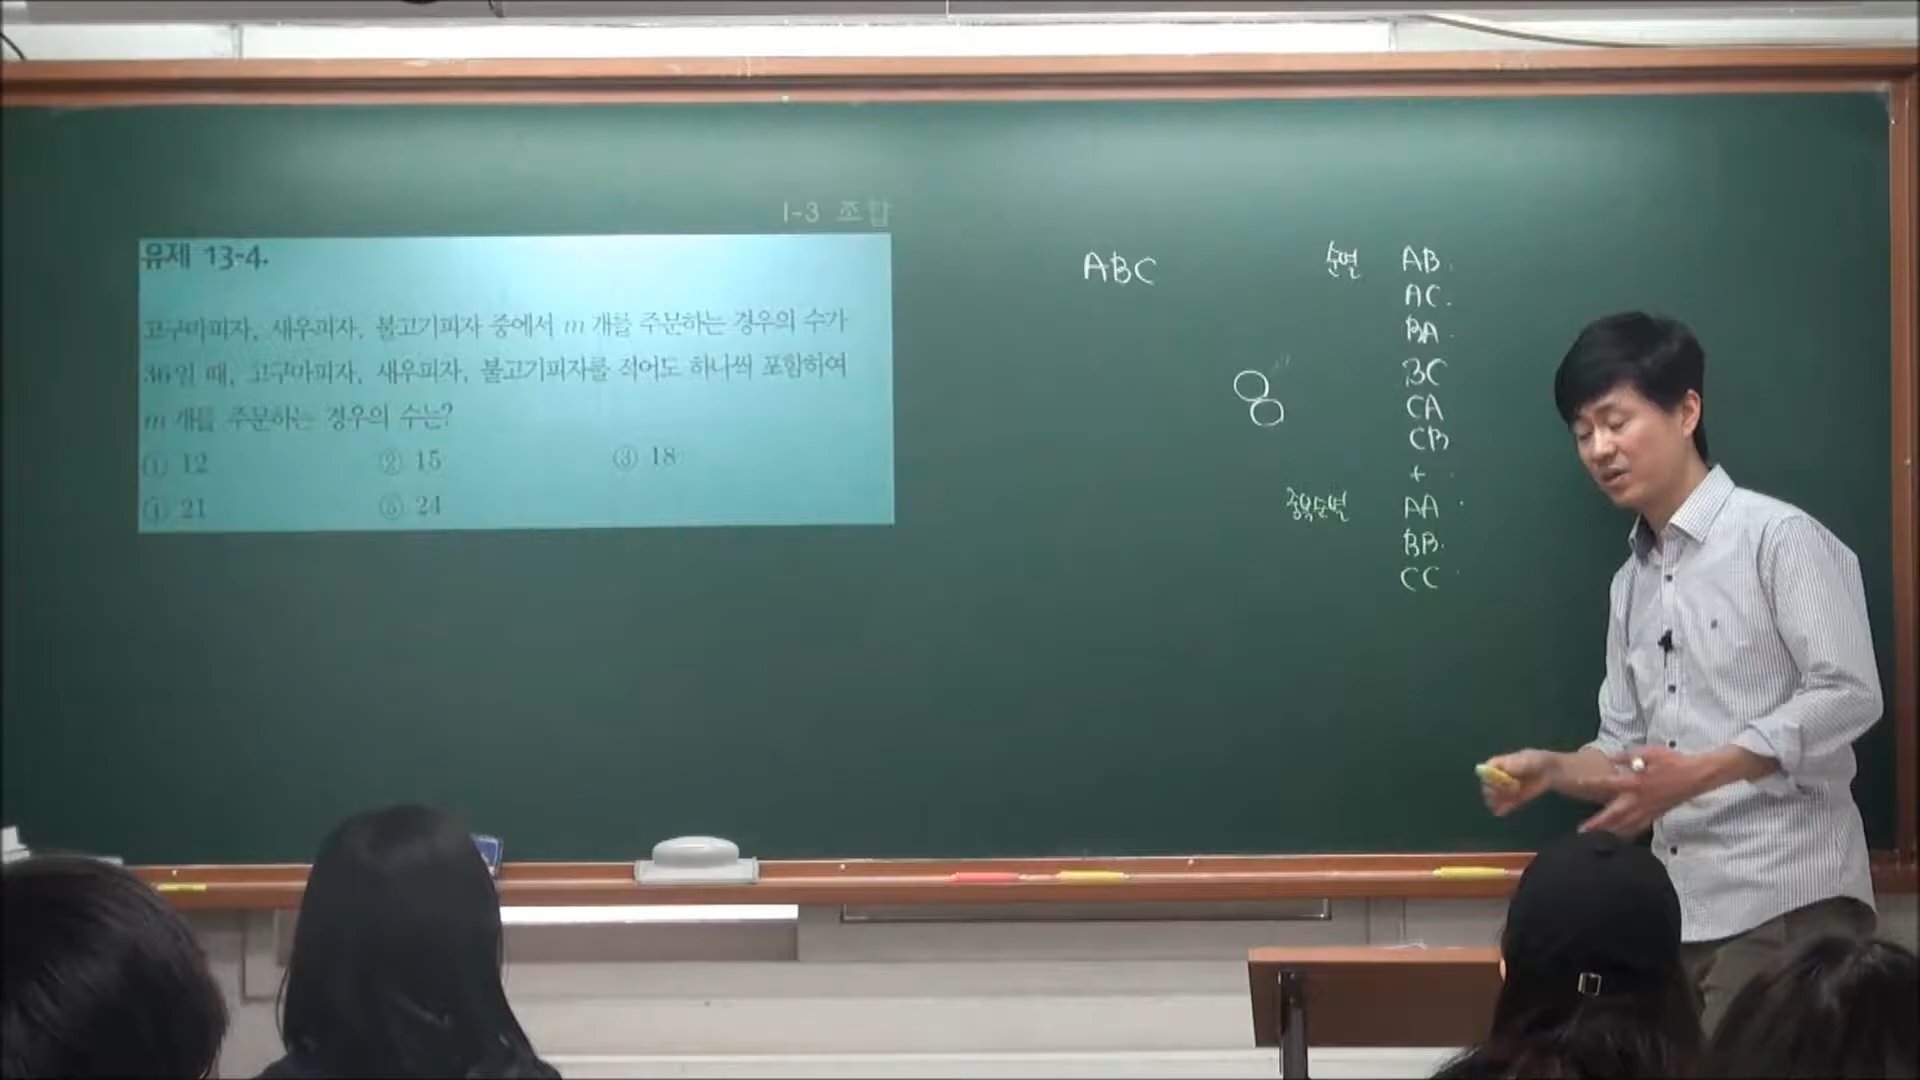 I-3 조합
유제 13-4.
고구마피자, 새우피자, 불고기피자 중에서 m 개를 주문하는 경우의 수가
36일 때, 고구마피자, 새우피자, 불고기피자를 적어도 하나씩 포함하여
m 개를 주문하는 경우의 수는?
① 12 ② 15 ③ 18
④ 21 ⑤ 24
ABC
순열 AB
AC
BA
BC
CA
CB
+
중복순열 AA
BB
CC